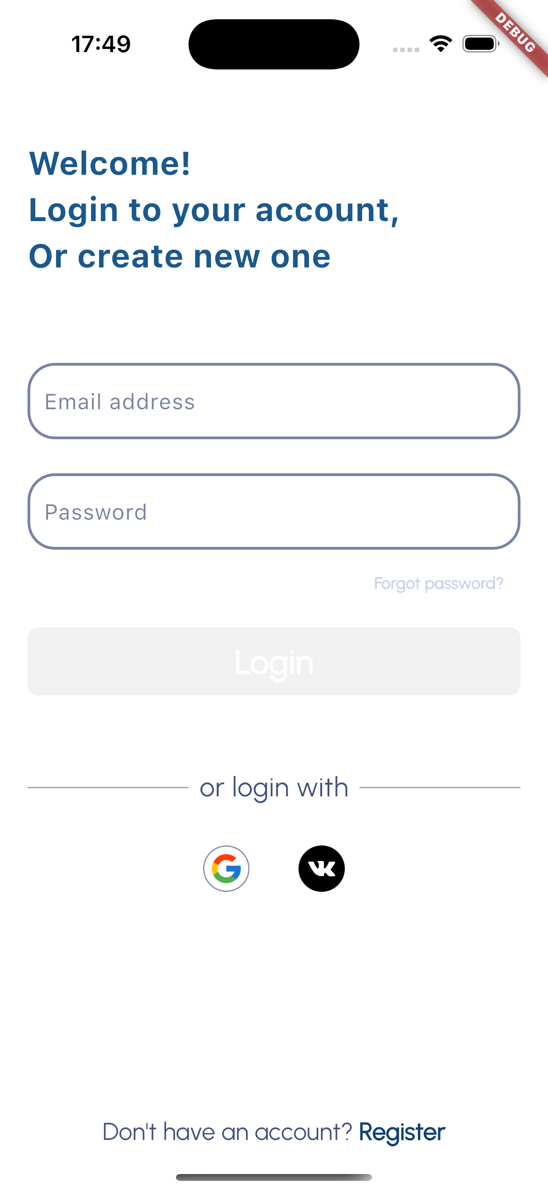 17:49
DEBUG
Welcome!
Login to your account,
Or create new one
Email address
Password
Forgot password?
Login
or login with
Don't have an account? Register